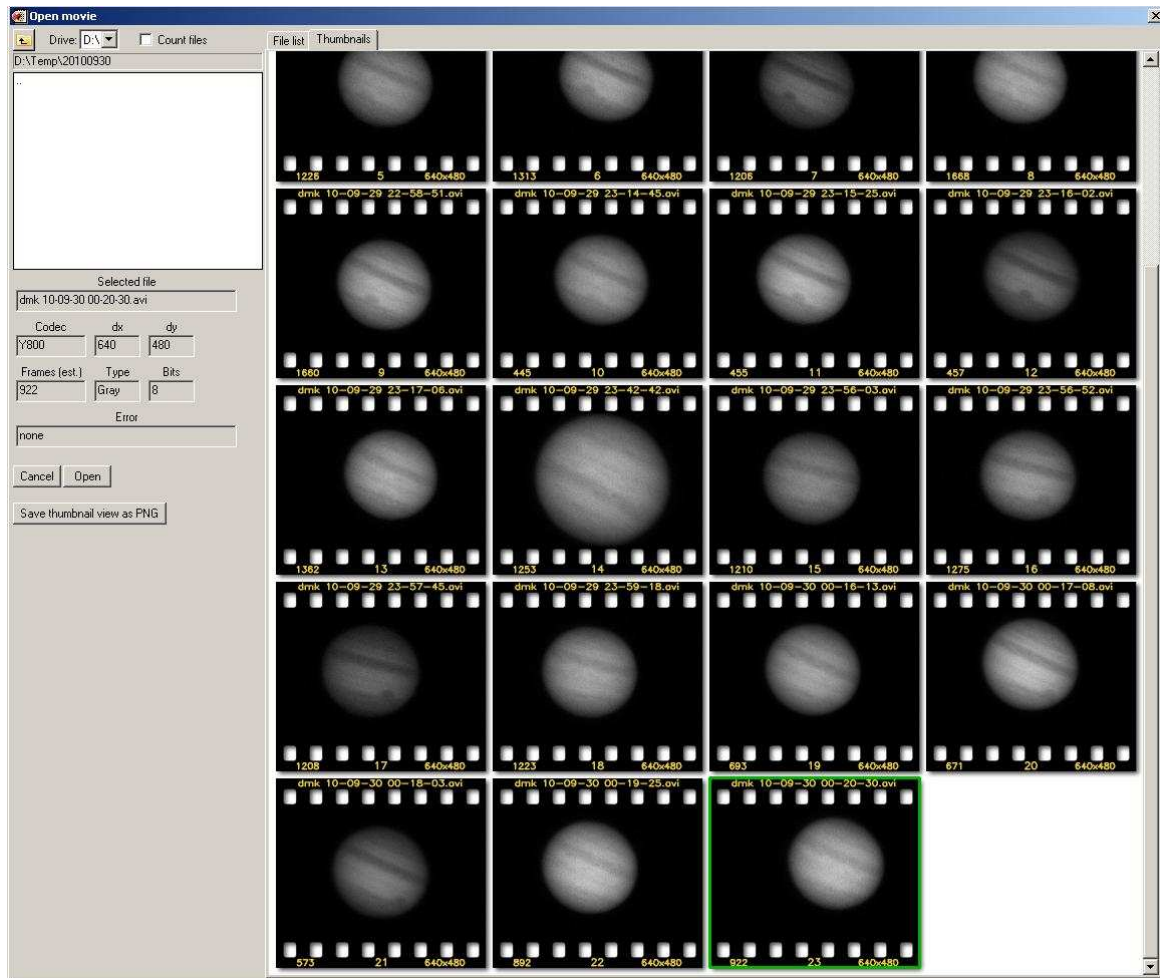 Open movie
Drive: D:\ Count files
D:\Temp\20100930
..
Selected file
dmk 10-09-30 00-20-30.avi
Codec dx dy
Y800 640 480
Frames (est.) Type Bits
922 Gray 8
Error
none
Cancel Open
Save thumbnail view as PNG
File list Thumbnails
1226 5 640x480
1313 6 640x480
1206 7 640x480
1668 8 640x480
dmk 10-09-29 22-58-51.avi
1660 9 640x480
dmk 10-09-29 23-14-45.avi
445 10 640x480
dmk 10-09-29 23-15-25.avi
455 11 640x480
dmk 10-09-29 23-16-02.avi
457 12 640x480
dmk 10-09-29 23-17-06.avi
1362 13 640x480
dmk 10-09-29 23-42-42.avi
1253 14 640x480
dmk 10-09-29 23-56-03.avi
1210 15 640x480
dmk 10-09-29 23-56-52.avi
1275 16 640x480
dmk 10-09-29 23-57-45.avi
1208 17 640x480
dmk 10-09-29 23-59-18.avi
1223 18 640x480
dmk 10-09-30 00-16-13.avi
693 19 640x480
dmk 10-09-30 00-17-08.avi
671 20 640x480
dmk 10-09-30 00-18-03.avi
573 21 640x480
dmk 10-09-30 00-19-25.avi
892 22 640x480
dmk 10-09-30 00-20-30.avi
922 23 640x480